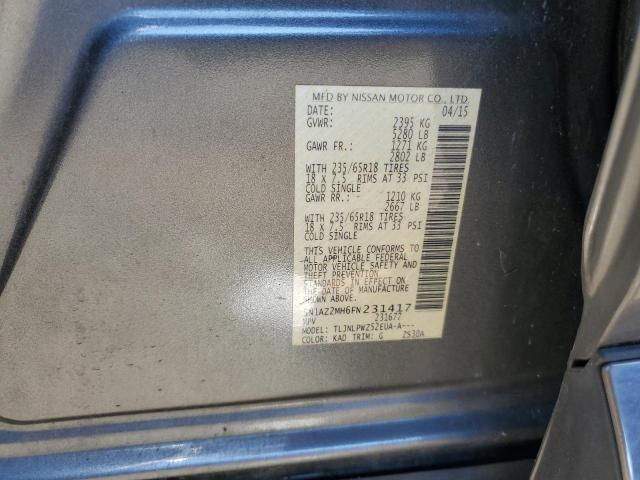 MFD BY NISSAN MOTOR CO., LTD.
DATE: 04/15
GVWR: 2395 KG
5280 LB
GAWR FR.: 1271 KG
2802 LB
WITH 235/65R18 TIRES
18 X 7.5 RIMS AT 33 PSI
COLD SINGLE
GAWR RR.: - 1210 KG
2667 LB
WITH 235/65R18 TIRES
18 X 7.5 RIMS AT 33 PSI
COLD SINGLE
THIS VEHICLE CONFORMS TO
ALL APPLICABLE FEDERAL
MOTOR VEHICLE SAFETY AND
THEFT PREVENTION
STANDARDS IN EFFECT ON
THE DATE OF MANUFACTURE
SHOWN ABOVE.
5N1AZ2MH6FN231417
MPV 231677
TLJNLPWZ52EUA-A---
COLOR: KAD TRIM: G Z530A